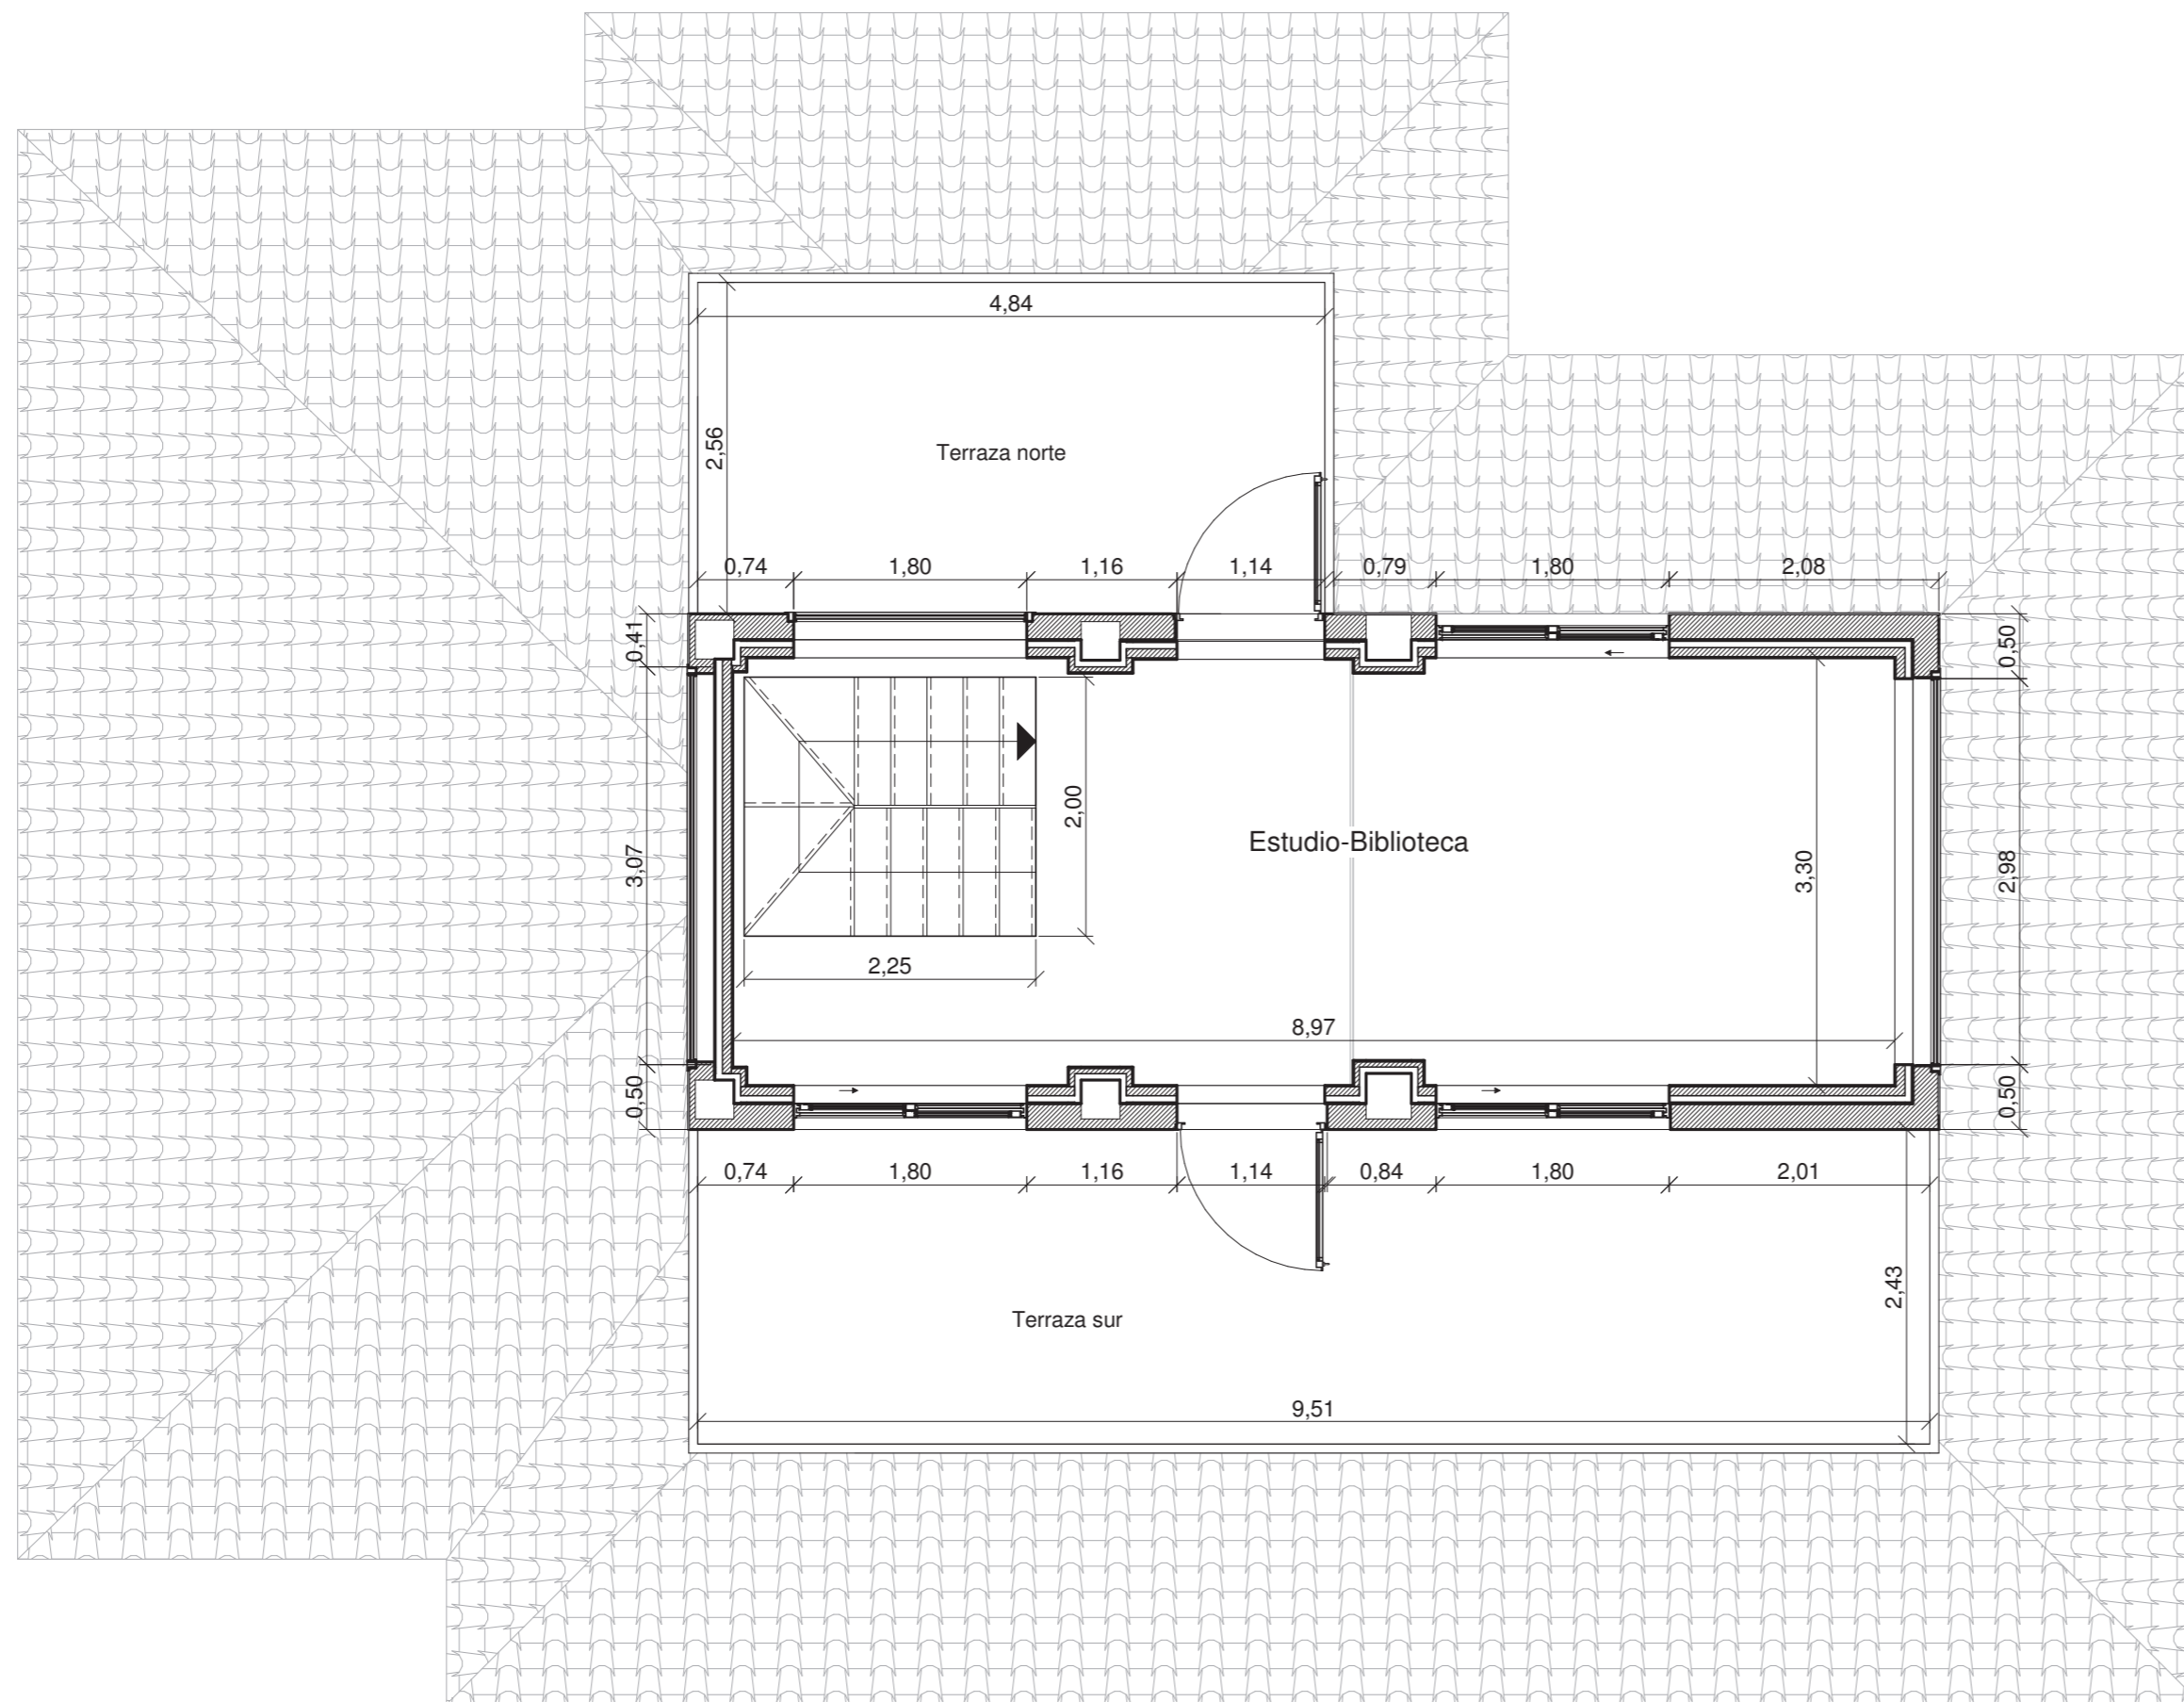 4,84
2,56
Terraza norte
0,74 1,80 1,16 1,14 0,79 1,80 2,08
0,41
0,50
2,00
Estudio-Biblioteca
3,07
3,30
2,98
2,25
8,97
0,50
0,50
0,74 1,80 1,16 1,14 0,84 1,80 2,01
2,43
Terraza sur
9,51